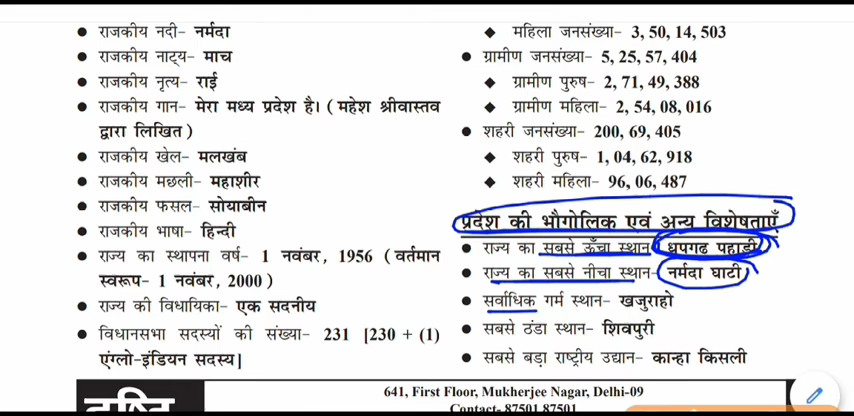 ● राजकीय नदी– नर्मदा
● राजकीय नाट्य– माच
● राजकीय नृत्य– राई
● राजकीय गान– मेरा मध्य प्रदेश है। ( महेश श्रीवास्तव
द्वारा लिखित )
● राजकीय खेल– मलखंब
● राजकीय मछली– महाशीर
● राजकीय फसल– सोयाबीन
● राजकीय भाषा– हिन्दी
● राज्य का स्थापना वर्ष– 1 नवंबर, 1956 ( वर्तमान
स्वरूप– 1 नवंबर, 2000 )
● राज्य की विधायिका– एक सदनीय
● विधानसभा सदस्यों की संख्या– 231 [230 + (1)
एंग्लो-इंडियन सदस्य]
◆ महिला जनसंख्या– 3, 50, 14, 503
● ग्रामीण जनसंख्या– 5, 25, 57, 404
◆ ग्रामीण पुरुष– 2, 71, 49, 388
◆ ग्रामीण महिला– 2, 54, 08, 016
● शहरी जनसंख्या– 200, 69, 405
◆ शहरी पुरुष– 1, 04, 62, 918
◆ शहरी महिला– 96, 06, 487
प्रदेश की भौगोलिक एवं अन्य विशेषताएँ
● राज्य का सबसे ऊँचा स्थान– धूपगढ पहाड़ी
● राज्य का सबसे नीचा स्थान– नर्मदा घाटी
● सर्वाधिक गर्म स्थान– खजुराहो
● सबसे ठंडा स्थान– शिवपुरी
● सबसे बड़ा राष्ट्रीय उद्यान– कान्हा किसली
दृष्टि
641, First Floor, Mukherjee Nagar, Delhi-09
Contact- 87501 87501